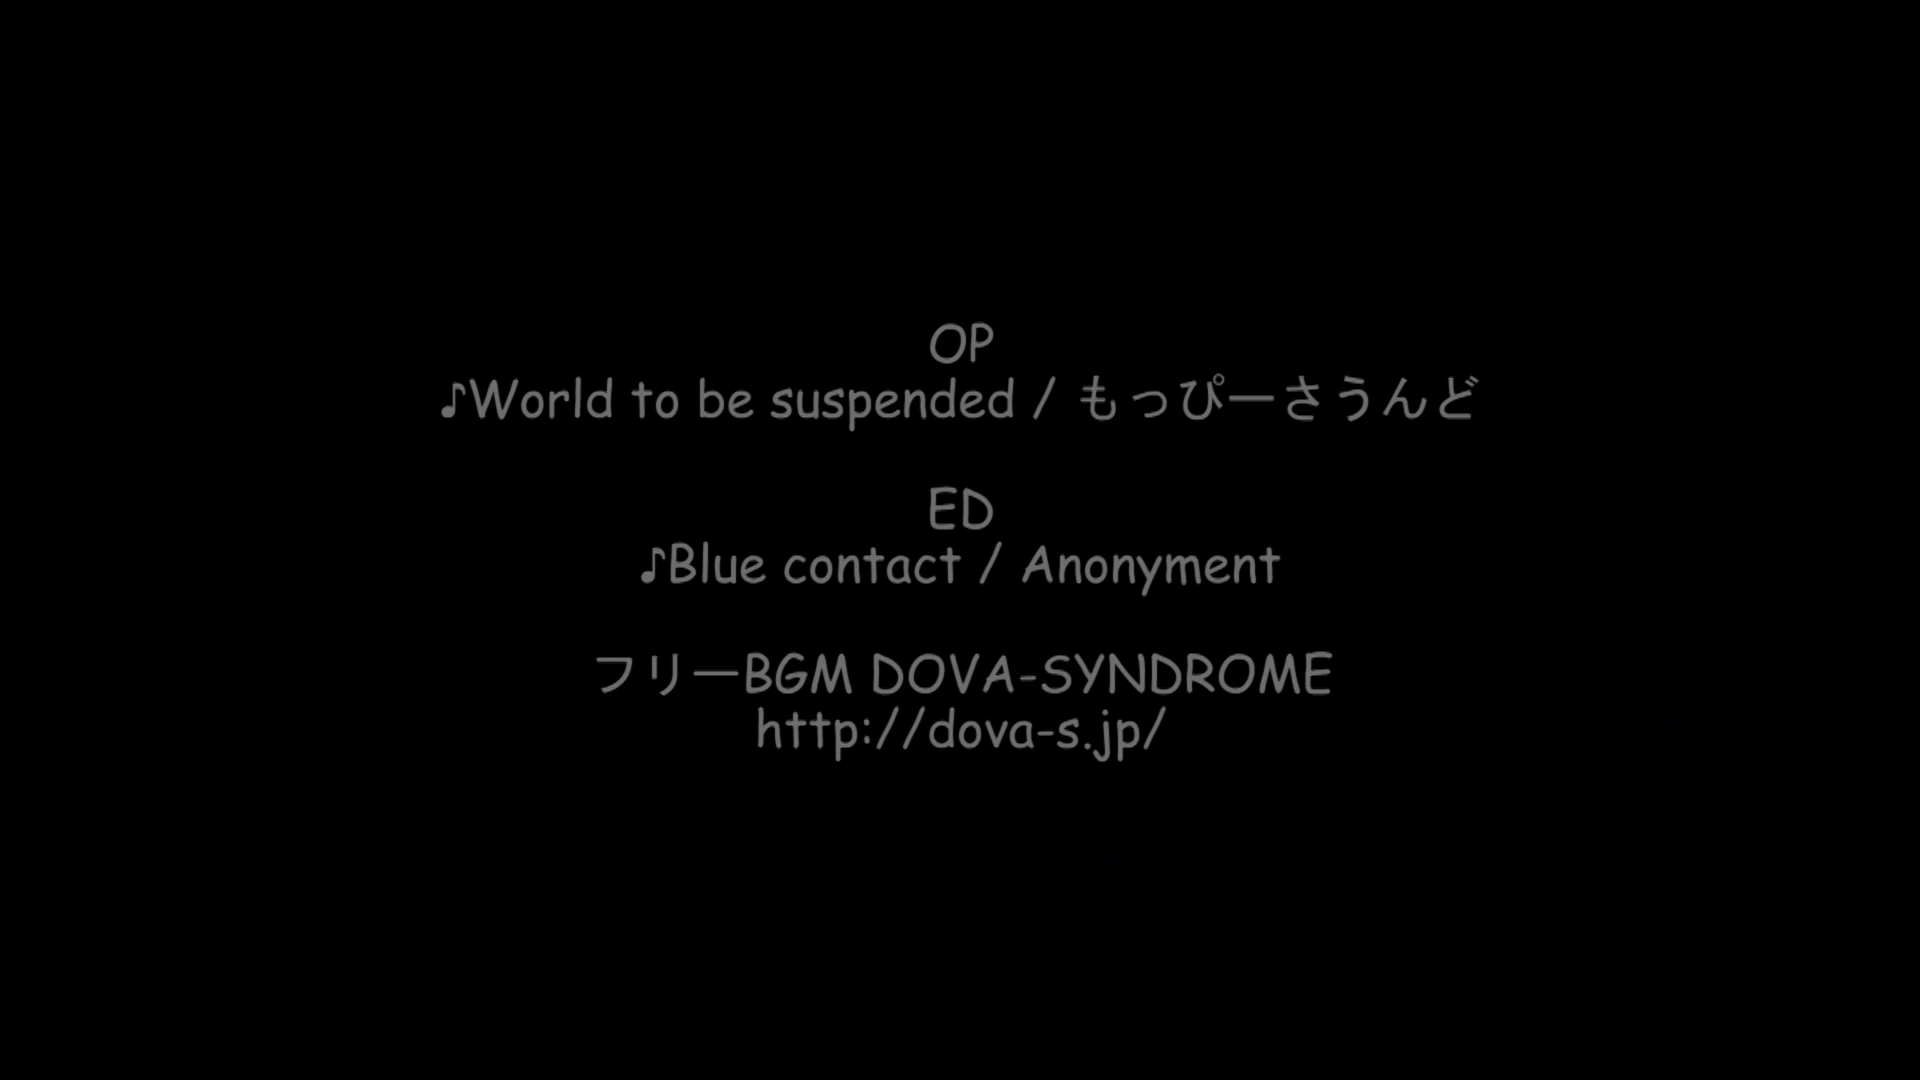 OP
♪World to be suspended / もっぴーさうんど
ED
♪Blue contact / Anonyment
フリーBGM DOVA-SYNDROME
http://dova-s.jp/